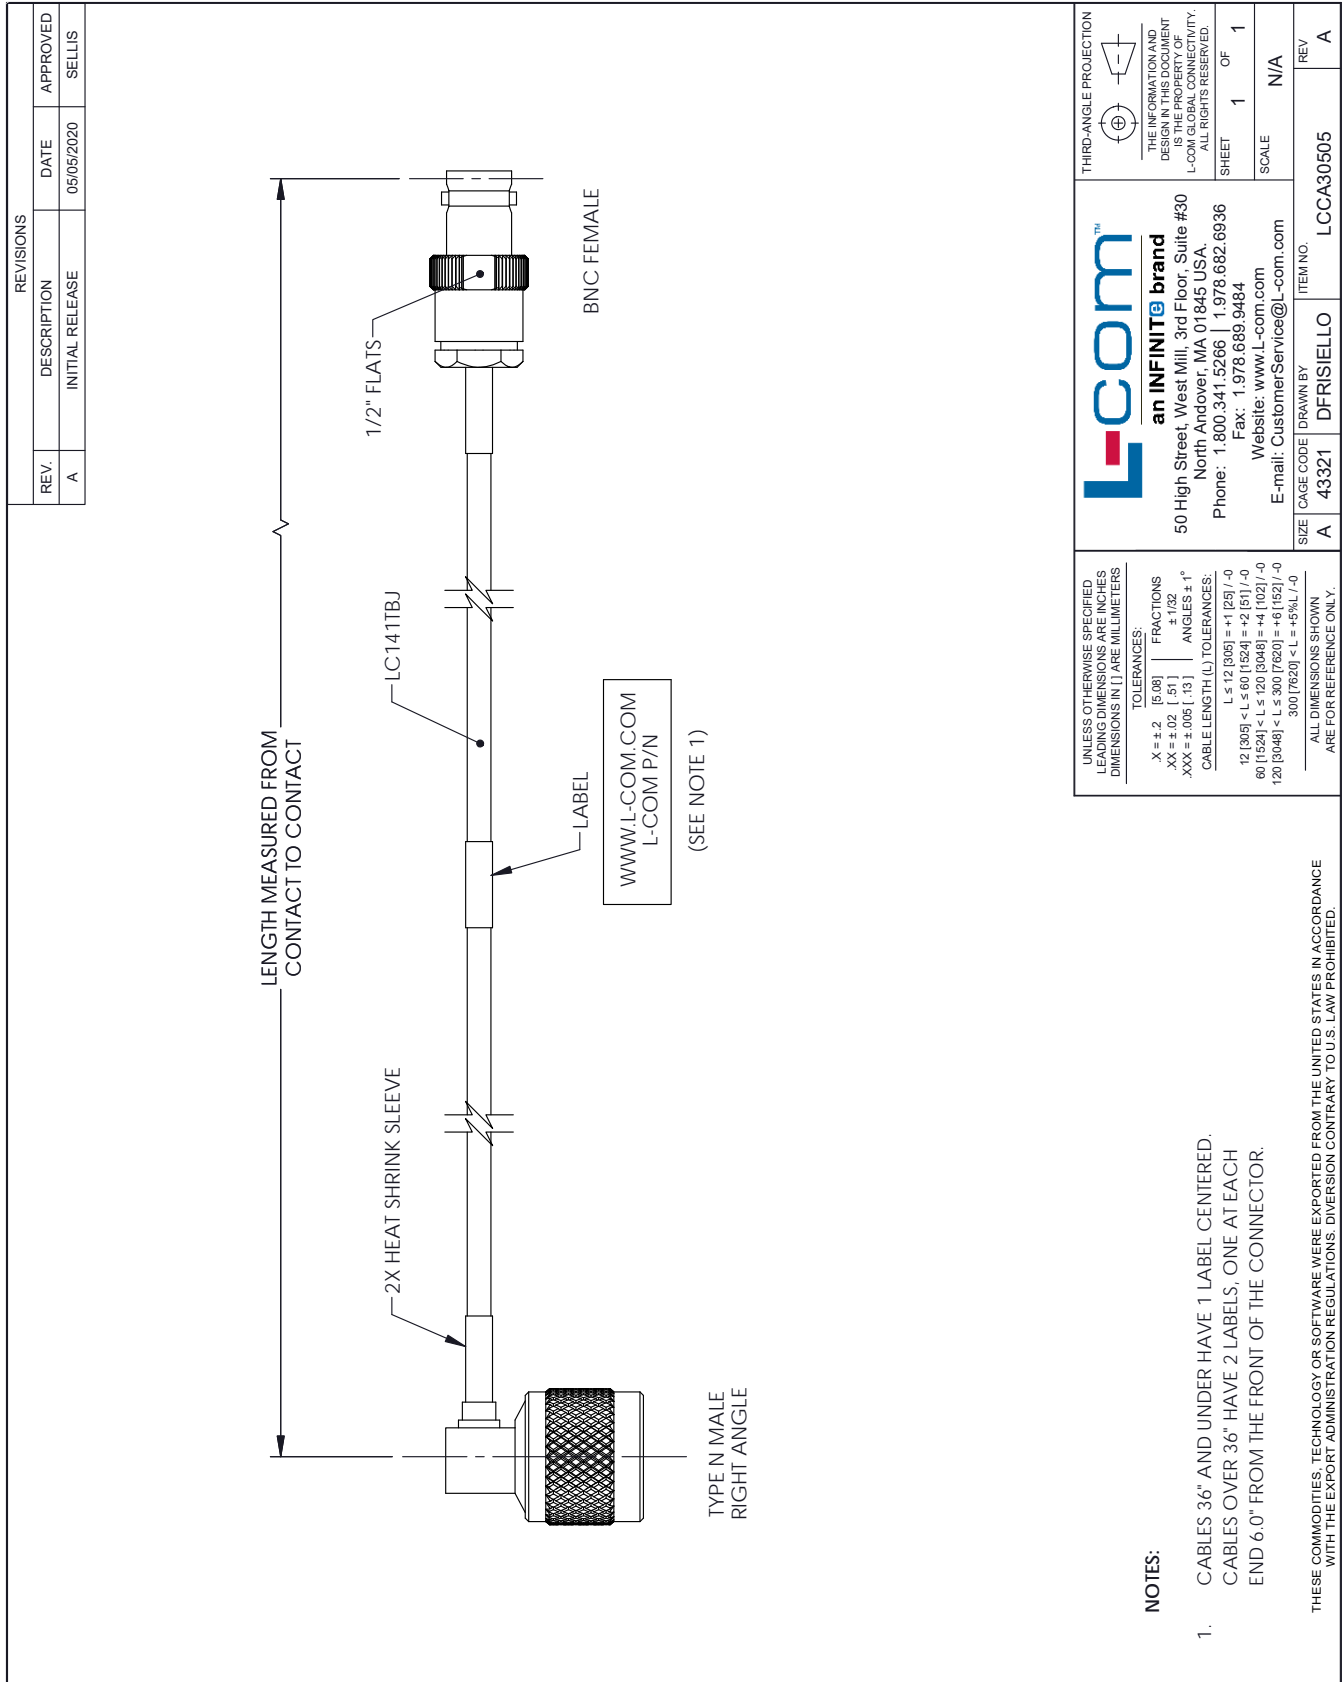 REVISIONS
REV.
DESCRIPTION
DATE
APPROVED
A
INITIAL RELEASE
05/05/2020
SELLIS
LENGTH MEASURED FROM
CONTACT TO CONTACT
2X HEAT SHRINK SLEEVE
LC141TBJ
1/2" FLATS
LABEL
WWW.L-COM.COM
L-COM P/N
(SEE NOTE 1)
TYPE N MALE
RIGHT ANGLE
BNC FEMALE
NOTES:
1. CABLES 36" AND UNDER HAVE 1 LABEL CENTERED.
CABLES OVER 36" HAVE 2 LABELS, ONE AT EACH
END 6.0" FROM THE FRONT OF THE CONNECTOR.
THESE COMMODITIES, TECHNOLOGY OR SOFTWARE WERE EXPORTED FROM THE UNITED STATES IN ACCORDANCE
WITH THE EXPORT ADMINISTRATION REGULATIONS. DIVERSION CONTRARY TO U.S. LAW PROHIBITED.
UNLESS OTHERWISE SPECIFIED
LEADING DIMENSIONS ARE INCHES
DIMENSIONS IN [ ] ARE MILLIMETERS
TOLERANCES:
.X = ± .2 [5.08]
.XX = ± .02 [ .51 ]
.XXX = ± .005 [ .13 ]
FRACTIONS
± 1/32
ANGLES ± 1°
CABLE LENGTH (L) TOLERANCES:
L ≤ 12 [305] = +1 [25] / -0
12 [305] < L ≤ 60 [1524] = +2 [51] / -0
60 [1524] < L ≤ 120 [3048] = +4 [102] / -0
120 [3048] < L ≤ 300 [7620] = +6 [152] / -0
300 [7620] < L = +5%L / -0
ALL DIMENSIONS SHOWN
ARE FOR REFERENCE ONLY.
L-com™
an INFINITe brand
50 High Street, West Mill, 3rd Floor, Suite #30
North Andover, MA 01845 USA.
Phone: 1.800.341.5266 | 1.978.682.6936
Fax: 1.978.689.9484
Website: www.L-com.com
E-mail: CustomerService@L-com.com
THIRD-ANGLE PROJECTION
THE INFORMATION AND
DESIGN IN THIS DOCUMENT
IS THE PROPERTY OF
L-COM GLOBAL CONNECTIVITY.
ALL RIGHTS RESERVED.
SHEET 1 OF 1
SCALE N/A
SIZE A
CAGE CODE 43321
DRAWN BY DFRISIELLO
ITEM NO. LCCA30505
REV A